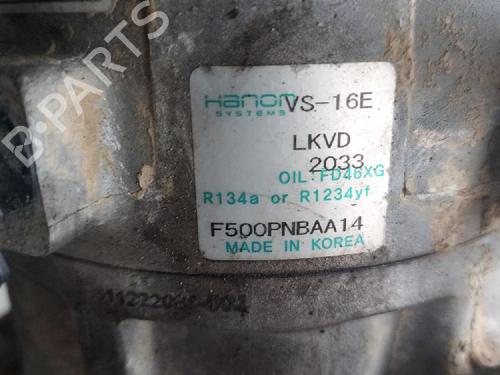 Hanon VS-16E
SYSTEMS
LKVD
2033
OIL : FD46XG
R134a or R1234yf
F500PNBAA14
MADE IN KOREA
B-PARTS